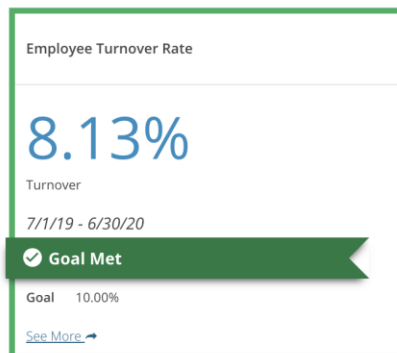 Employee Turnover Rate
8.13%
Turnover
7/1/19 - 6/30/20
Goal Met
Goal 10.00%
See More